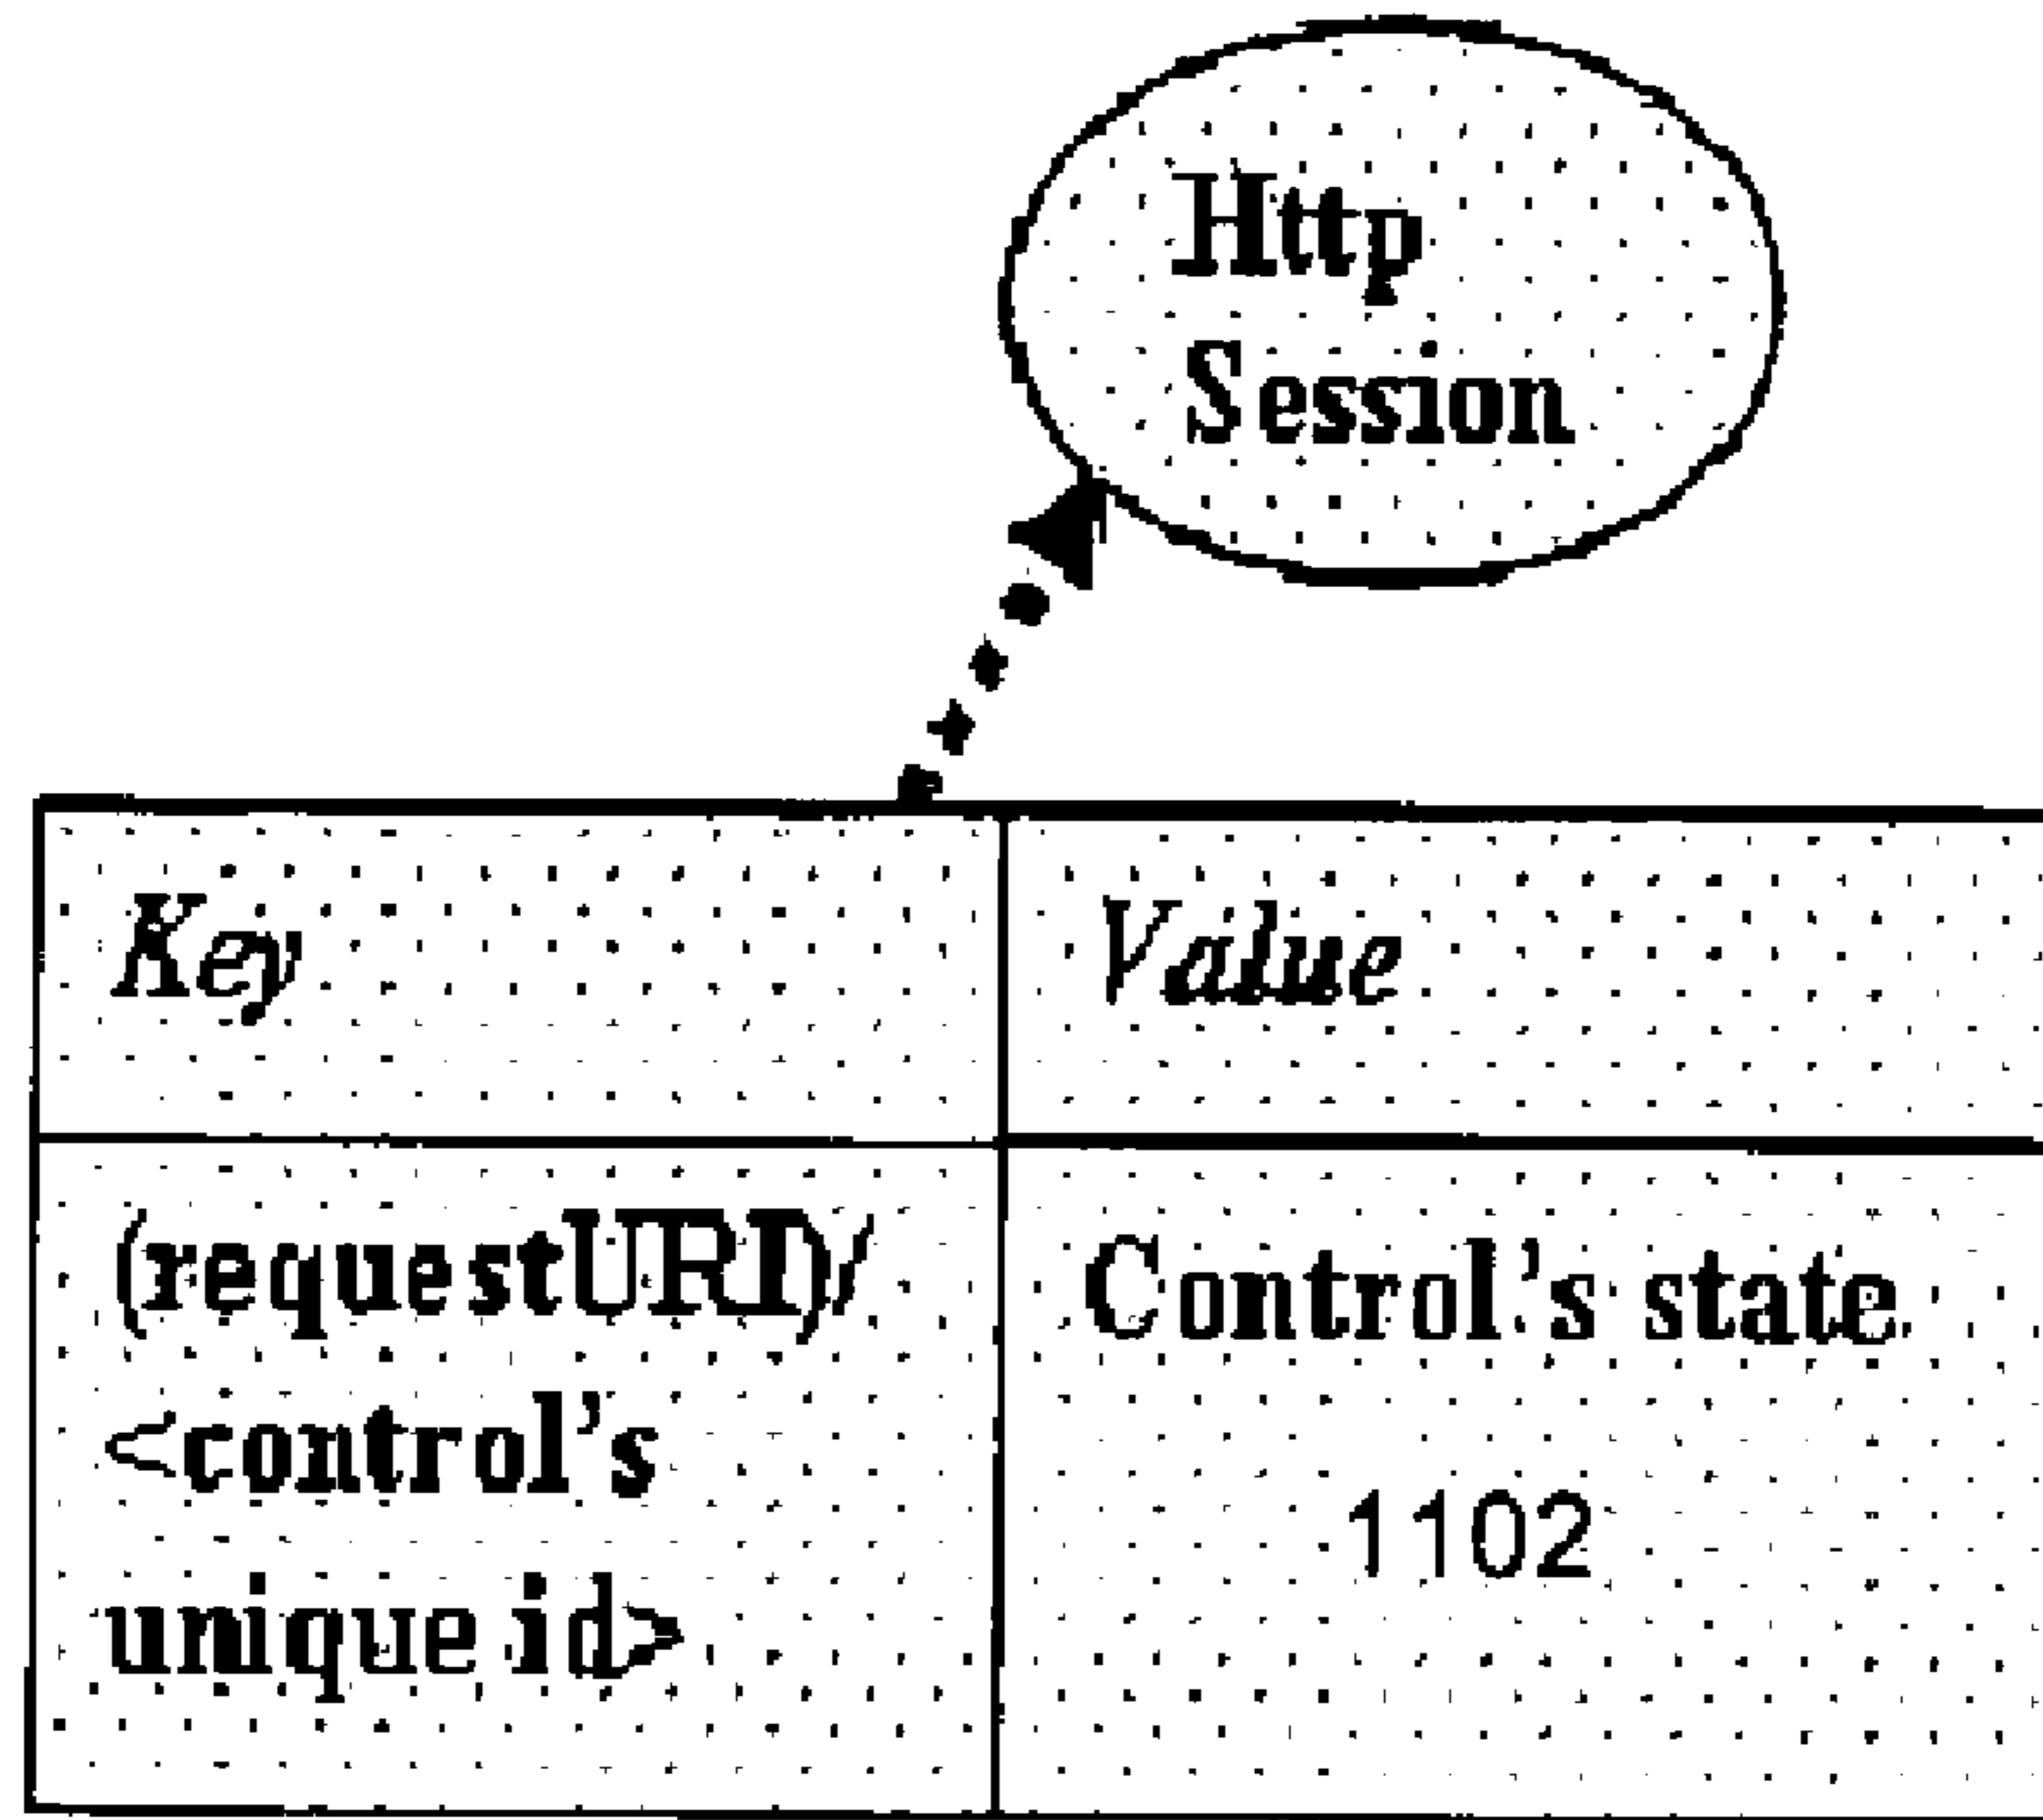 Http
Session
Key
Value
(requestURI)/
<control's
unique id>
Control's state
1102